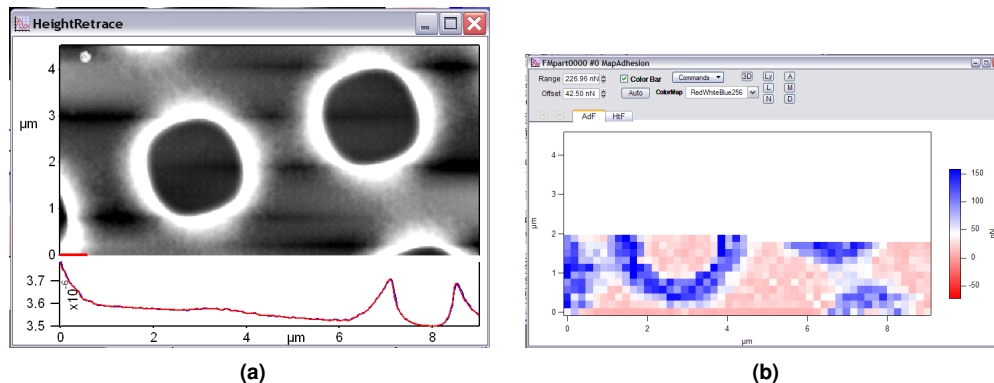 HeightRetrace
4
3
µm
2
1
0
3.7
3.6
3.5
x10⁻⁶
0 2 4 µm 6 8
(a)
FMpart0000 #0 MapAdhesion
Range 226.96 nN Color Bar Commands 3D Ly A
Offset 42.50 nN Auto ColorMap RedWhiteBlue256 L M
N D
AdF HtF
4
3
µm
2
1
0
0 2 4 6 8
µm
150
100
50
nN
0
-50
(b)